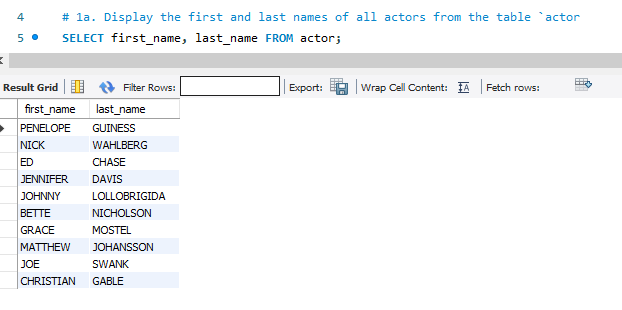 4 # 1a. Display the first and last names of all actors from the table `actor
5 SELECT first_name, last_name FROM actor;
Result Grid Filter Rows: Export: Wrap Cell Content: Fetch rows:
first_name last_name
PENELOPE GUINESS
NICK WAHLBERG
ED CHASE
JENNIFER DAVIS
JOHNNY LOLLOBRIGIDA
BETTE NICHOLSON
GRACE MOSTEL
MATTHEW JOHANSSON
JOE SWANK
CHRISTIAN GABLE